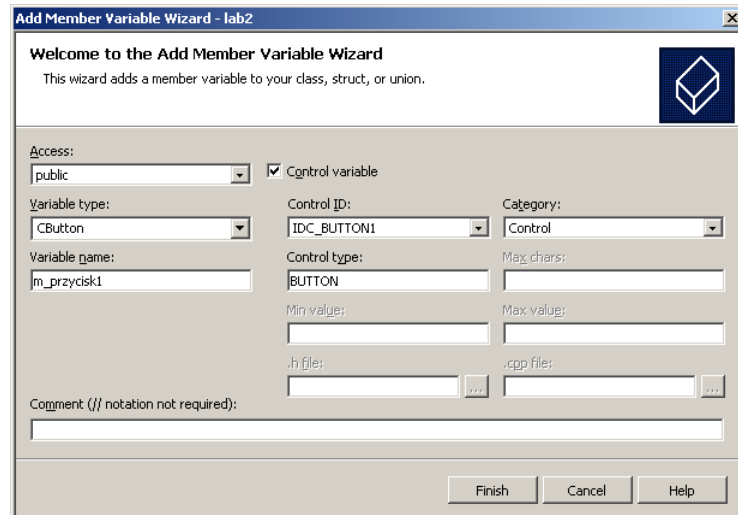 Add Member Variable Wizard - lab2
Welcome to the Add Member Variable Wizard
This wizard adds a member variable to your class, struct, or union.
Access:
public
Control variable
Variable type:
Control ID:
Category:
CButton
IDC_BUTTON1
Control
Variable name:
Control type:
Max chars:
m_przycisk1
BUTTON
Min value:
Max value:
.h file:
.cpp file:
...
...
Comment (// notation not required):
Finish
Cancel
Help